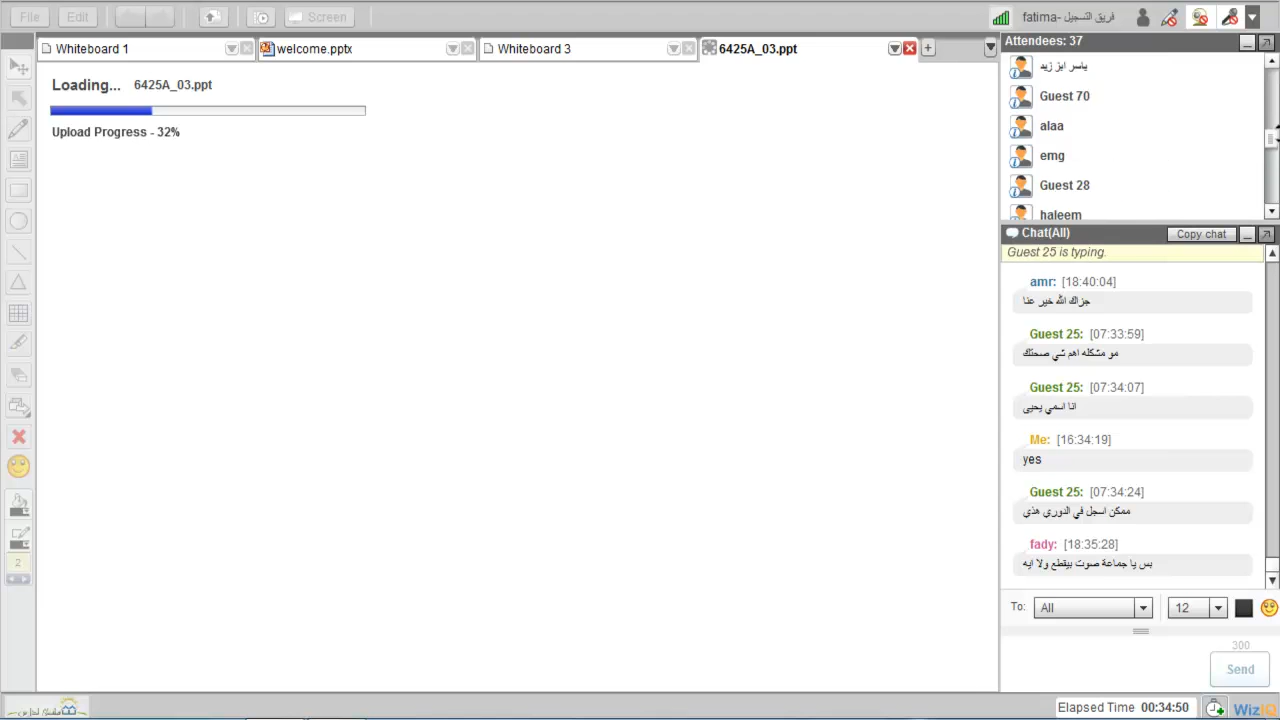 File
Edit
Screen
fatima- فريق التسجيل
Whiteboard 1
welcome.pptx
Whiteboard 3
6425A_03.ppt
Loading...
6425A_03.ppt
Upload Progress - 32%
Attendees: 37
ياسر ابز زيد
Guest 70
alaa
emg
Guest 28
haleem
Chat(All)
Copy chat
Guest 25 is typing.
amr: [18:40:04]
جزاك الله خير عنا
Guest 25: [07:33:59]
مو مشكله اهم شي صحتك
Guest 25: [07:34:07]
انا اسمي يحيى
Me: [16:34:19]
yes
Guest 25: [07:34:24]
ممكن اسجل في الدوري هذي
fady: [18:35:28]
بس يا جماعة صوت بيقطع ولا ايه
To:
All
12
300
Send
2
Elapsed Time 00:34:50
WizIQ